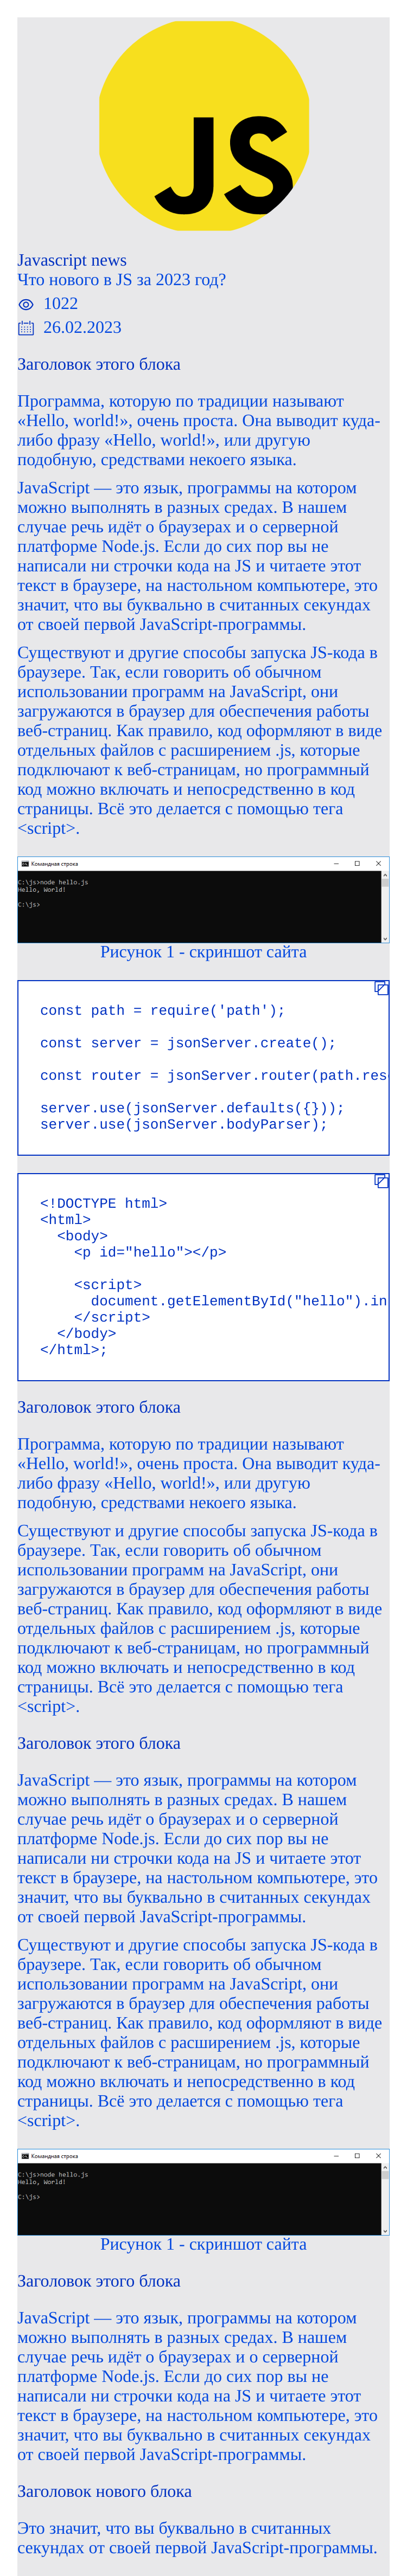 JS
Javascript news
Что нового в JS за 2023 год?
1022
26.02.2023
Заголовок этого блока
Программа, которую по традиции называют
«Hello, world!», очень проста. Она выводит куда-
либо фразу «Hello, world!», или другую
подобную, средствами некоего языка.
JavaScript — это язык, программы на котором
можно выполнять в разных средах. В нашем
случае речь идёт о браузерах и о серверной
платформе Node.js. Если до сих пор вы не
написали ни строчки кода на JS и читаете этот
текст в браузере, на настольном компьютере, это
значит, что вы буквально в считанных секундах
от своей первой JavaScript-программы.
Существуют и другие способы запуска JS-кода в
браузере. Так, если говорить об обычном
использовании программ на JavaScript, они
загружаются в браузер для обеспечения работы
веб-страниц. Как правило, код оформляют в виде
отдельных файлов с расширением .js, которые
подключают к веб-страницам, но программный
код можно включать и непосредственно в код
страницы. Всё это делается с помощью тега
<script>.
Командная строка
C:\js>node hello.js
Hello, World!
C:\js>
Рисунок 1 - скриншот сайта
const path = require('path');
const server = jsonServer.create();
const router = jsonServer.router(path.res
server.use(jsonServer.defaults({}));
server.use(jsonServer.bodyParser);
<!DOCTYPE html>
<html>
<body>
<p id="hello"></p>
<script>
document.getElementById("hello").in
</script>
</body>
</html>;
Заголовок этого блока
Программа, которую по традиции называют
«Hello, world!», очень проста. Она выводит куда-
либо фразу «Hello, world!», или другую
подобную, средствами некоего языка.
Существуют и другие способы запуска JS-кода в
браузере. Так, если говорить об обычном
использовании программ на JavaScript, они
загружаются в браузер для обеспечения работы
веб-страниц. Как правило, код оформляют в виде
отдельных файлов с расширением .js, которые
подключают к веб-страницам, но программный
код можно включать и непосредственно в код
страницы. Всё это делается с помощью тега
<script>.
Заголовок этого блока
JavaScript — это язык, программы на котором
можно выполнять в разных средах. В нашем
случае речь идёт о браузерах и о серверной
платформе Node.js. Если до сих пор вы не
написали ни строчки кода на JS и читаете этот
текст в браузере, на настольном компьютере, это
значит, что вы буквально в считанных секундах
от своей первой JavaScript-программы.
Существуют и другие способы запуска JS-кода в
браузере. Так, если говорить об обычном
использовании программ на JavaScript, они
загружаются в браузер для обеспечения работы
веб-страниц. Как правило, код оформляют в виде
отдельных файлов с расширением .js, которые
подключают к веб-страницам, но программный
код можно включать и непосредственно в код
страницы. Всё это делается с помощью тега
<script>.
Командная строка
C:\js>node hello.js
Hello, World!
C:\js>
Рисунок 1 - скриншот сайта
Заголовок этого блока
JavaScript — это язык, программы на котором
можно выполнять в разных средах. В нашем
случае речь идёт о браузерах и о серверной
платформе Node.js. Если до сих пор вы не
написали ни строчки кода на JS и читаете этот
текст в браузере, на настольном компьютере, это
значит, что вы буквально в считанных секундах
от своей первой JavaScript-программы.
Заголовок нового блока
Это значит, что вы буквально в считанных
секундах от своей первой JavaScript-программы.